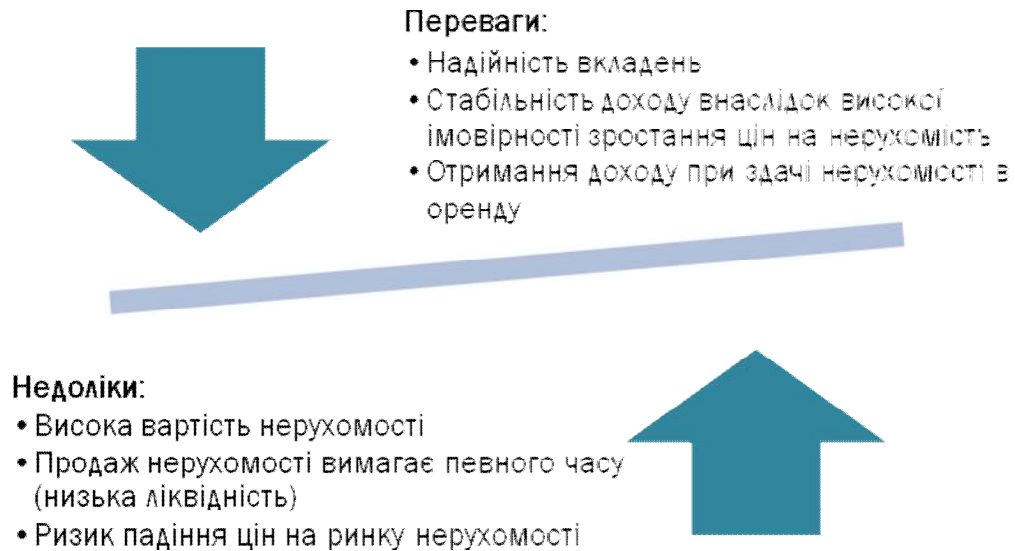 Переваги:
• Надійність вкладень
• Стабільність доходу внаслідок високої
імовірності зростання цін на нерухомість
• Отримання доходу при здачі нерухомості в
оренду
Недоліки:
• Висока вартість нерухомості
• Продаж нерухомості вимагає певного часу
(низька ліквідність)
• Ризик падіння цін на ринку нерухомості